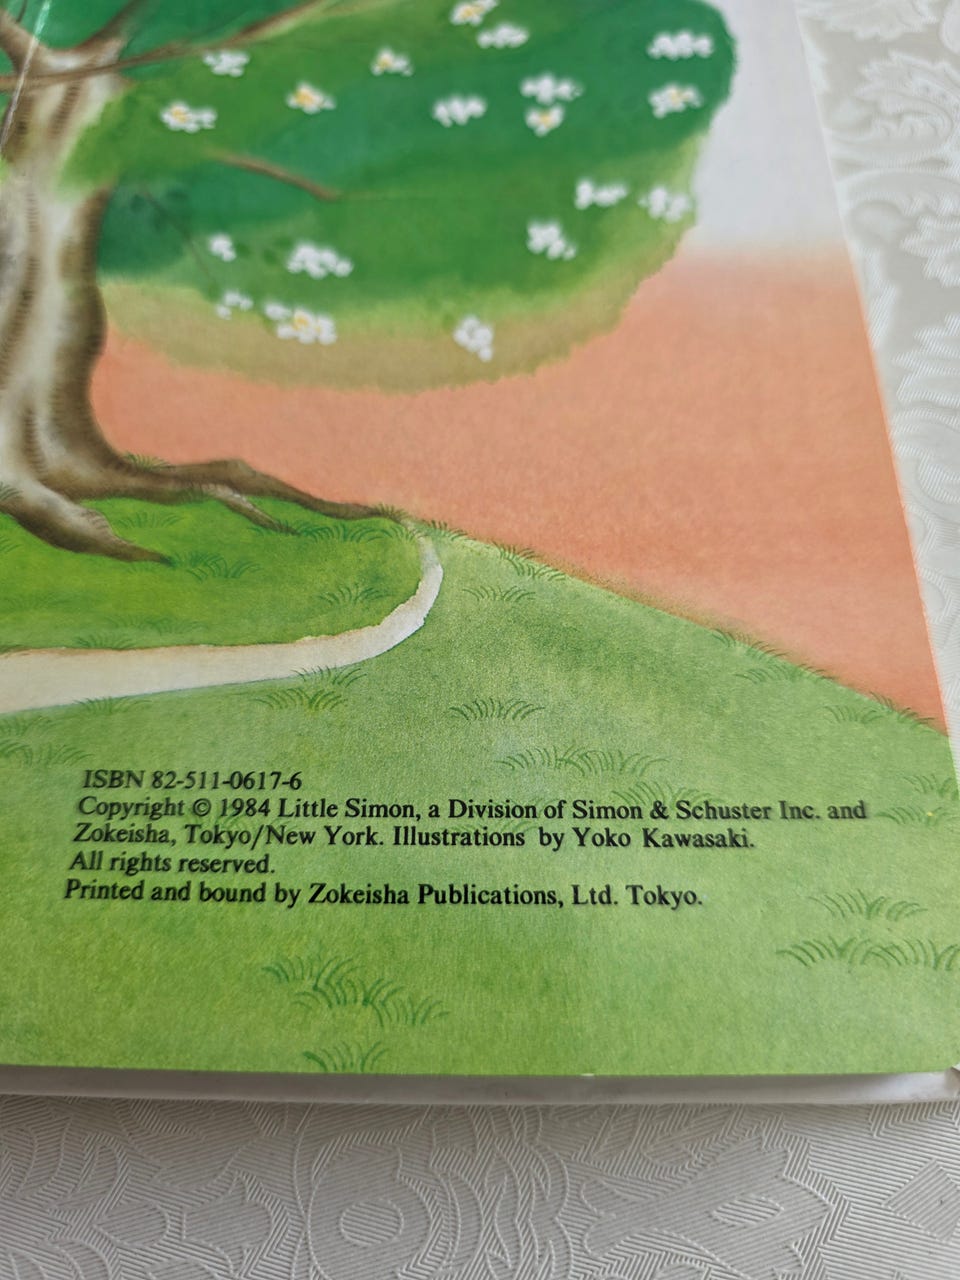 ISBN 82-511-0617-6
Copyright © 1984 Little Simon, a Division of Simon & Schuster Inc. and
Zokeisha, Tokyo/New York. Illustrations by Yoko Kawasaki.
All rights reserved.
Printed and bound by Zokeisha Publications, Ltd. Tokyo.